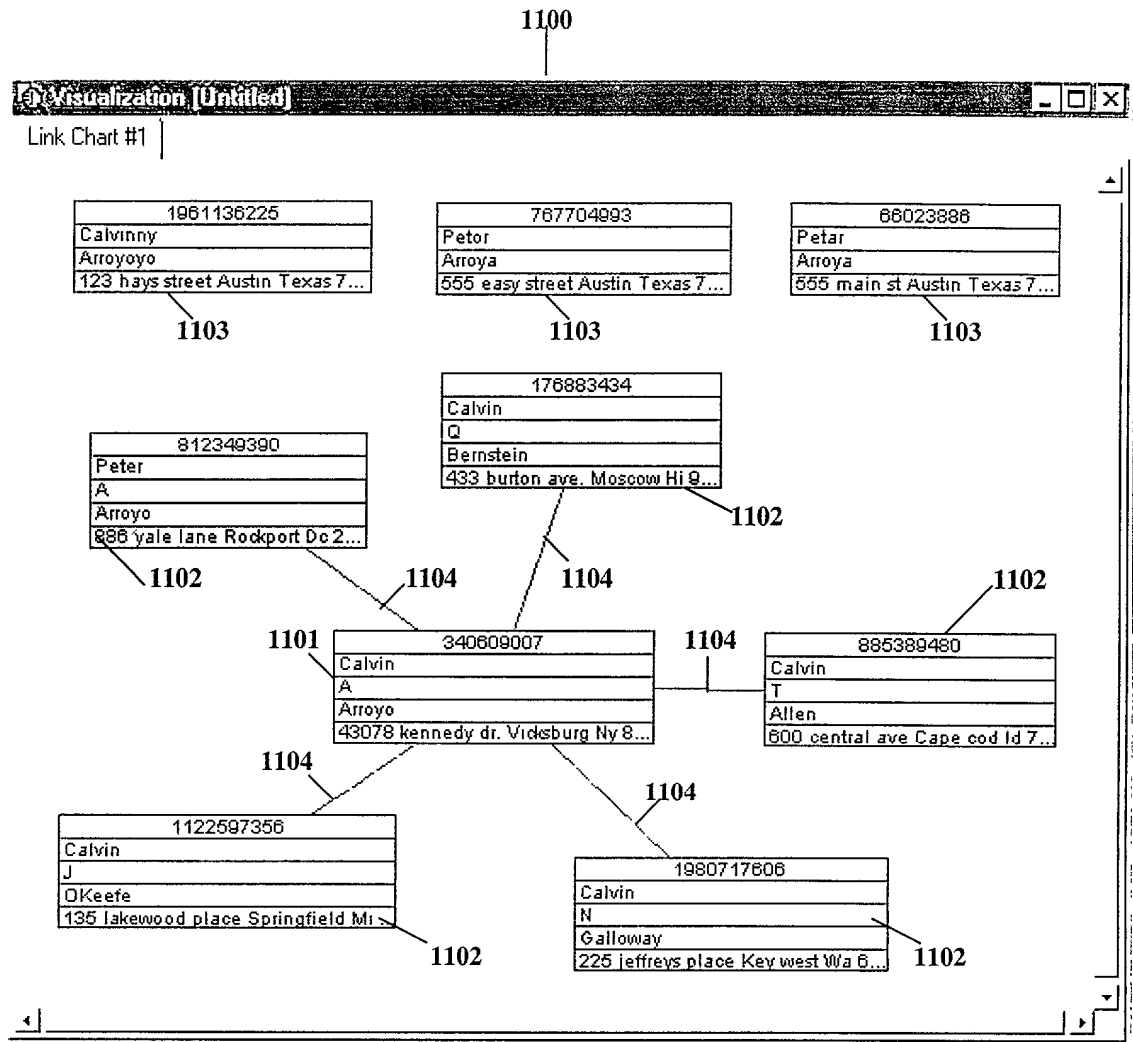 1100
Visualization [Untitled]
Link Chart #1
1961136225
Calvinny
Arroyoyo
123 hays street Austin Texas 7...
1103
767704993
Petor
Arroya
555 easy street Austin Texas 7...
1103
66023886
Petar
Arroya
555 main st Austin Texas 7...
1103
176883434
Calvin
Q
Bernstein
433 burton ave. Moscow Hi 9...
1102
812349390
Peter
A
Arroyo
886 yale lane Rockport Dc 2...
1102
1104
1104
1102
1101
340609007
Calvin
A
Arroyo
43078 kennedy dr. Vicksburg Ny 8...
1104
885389480
Calvin
T
Allen
600 central ave Cape cod Id 7...
1104
1104
1122597356
Calvin
J
OKeefe
135 lakewood place Springfield Mi ...
1102
1980717606
Calvin
N
Galloway
225 jeffreys place Key west Wa 6...
1102